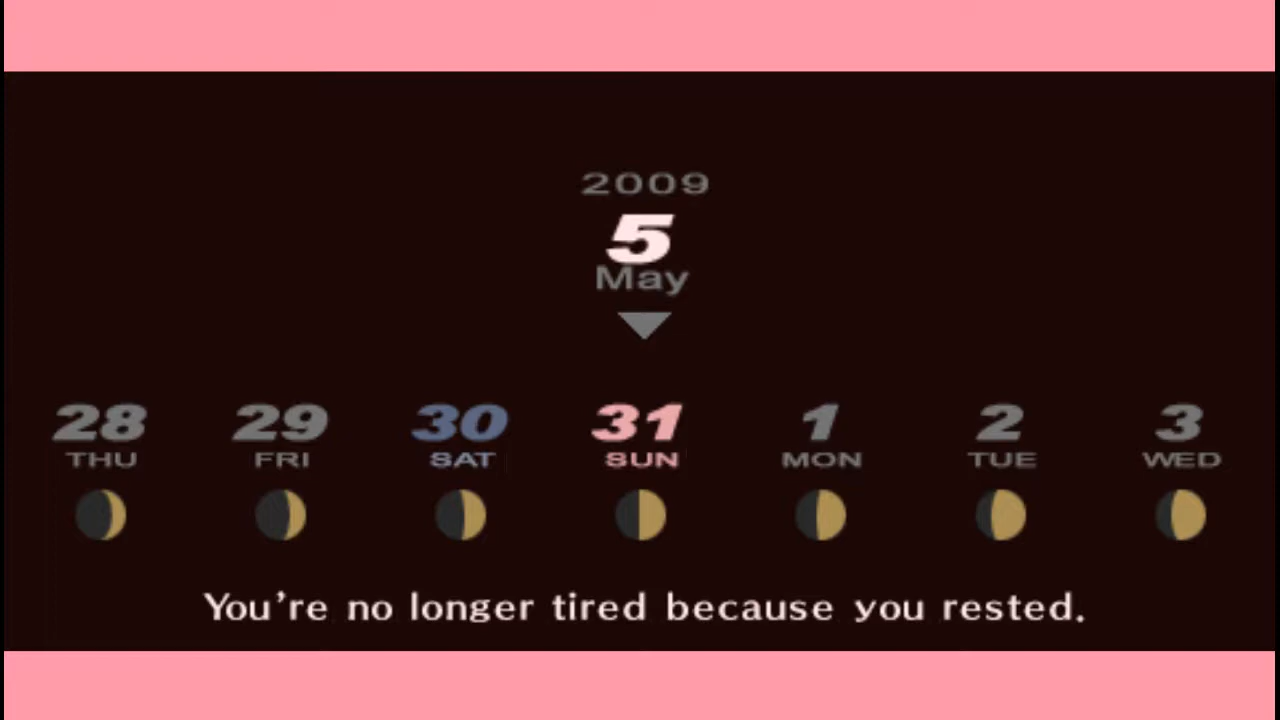 2009
5
May
28 29 30 31 1 2 3
THU FRI SAT SUN MON TUE WED
You're no longer tired because you rested.